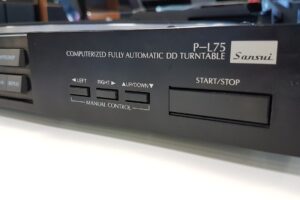 P-L75
COMPUTERIZED FULLY AUTOMATIC DD TURNTABLE Sansui
◄LEFT RIGHT► ▲UP/DOWN▼ START/STOP
MANUAL CONTROL